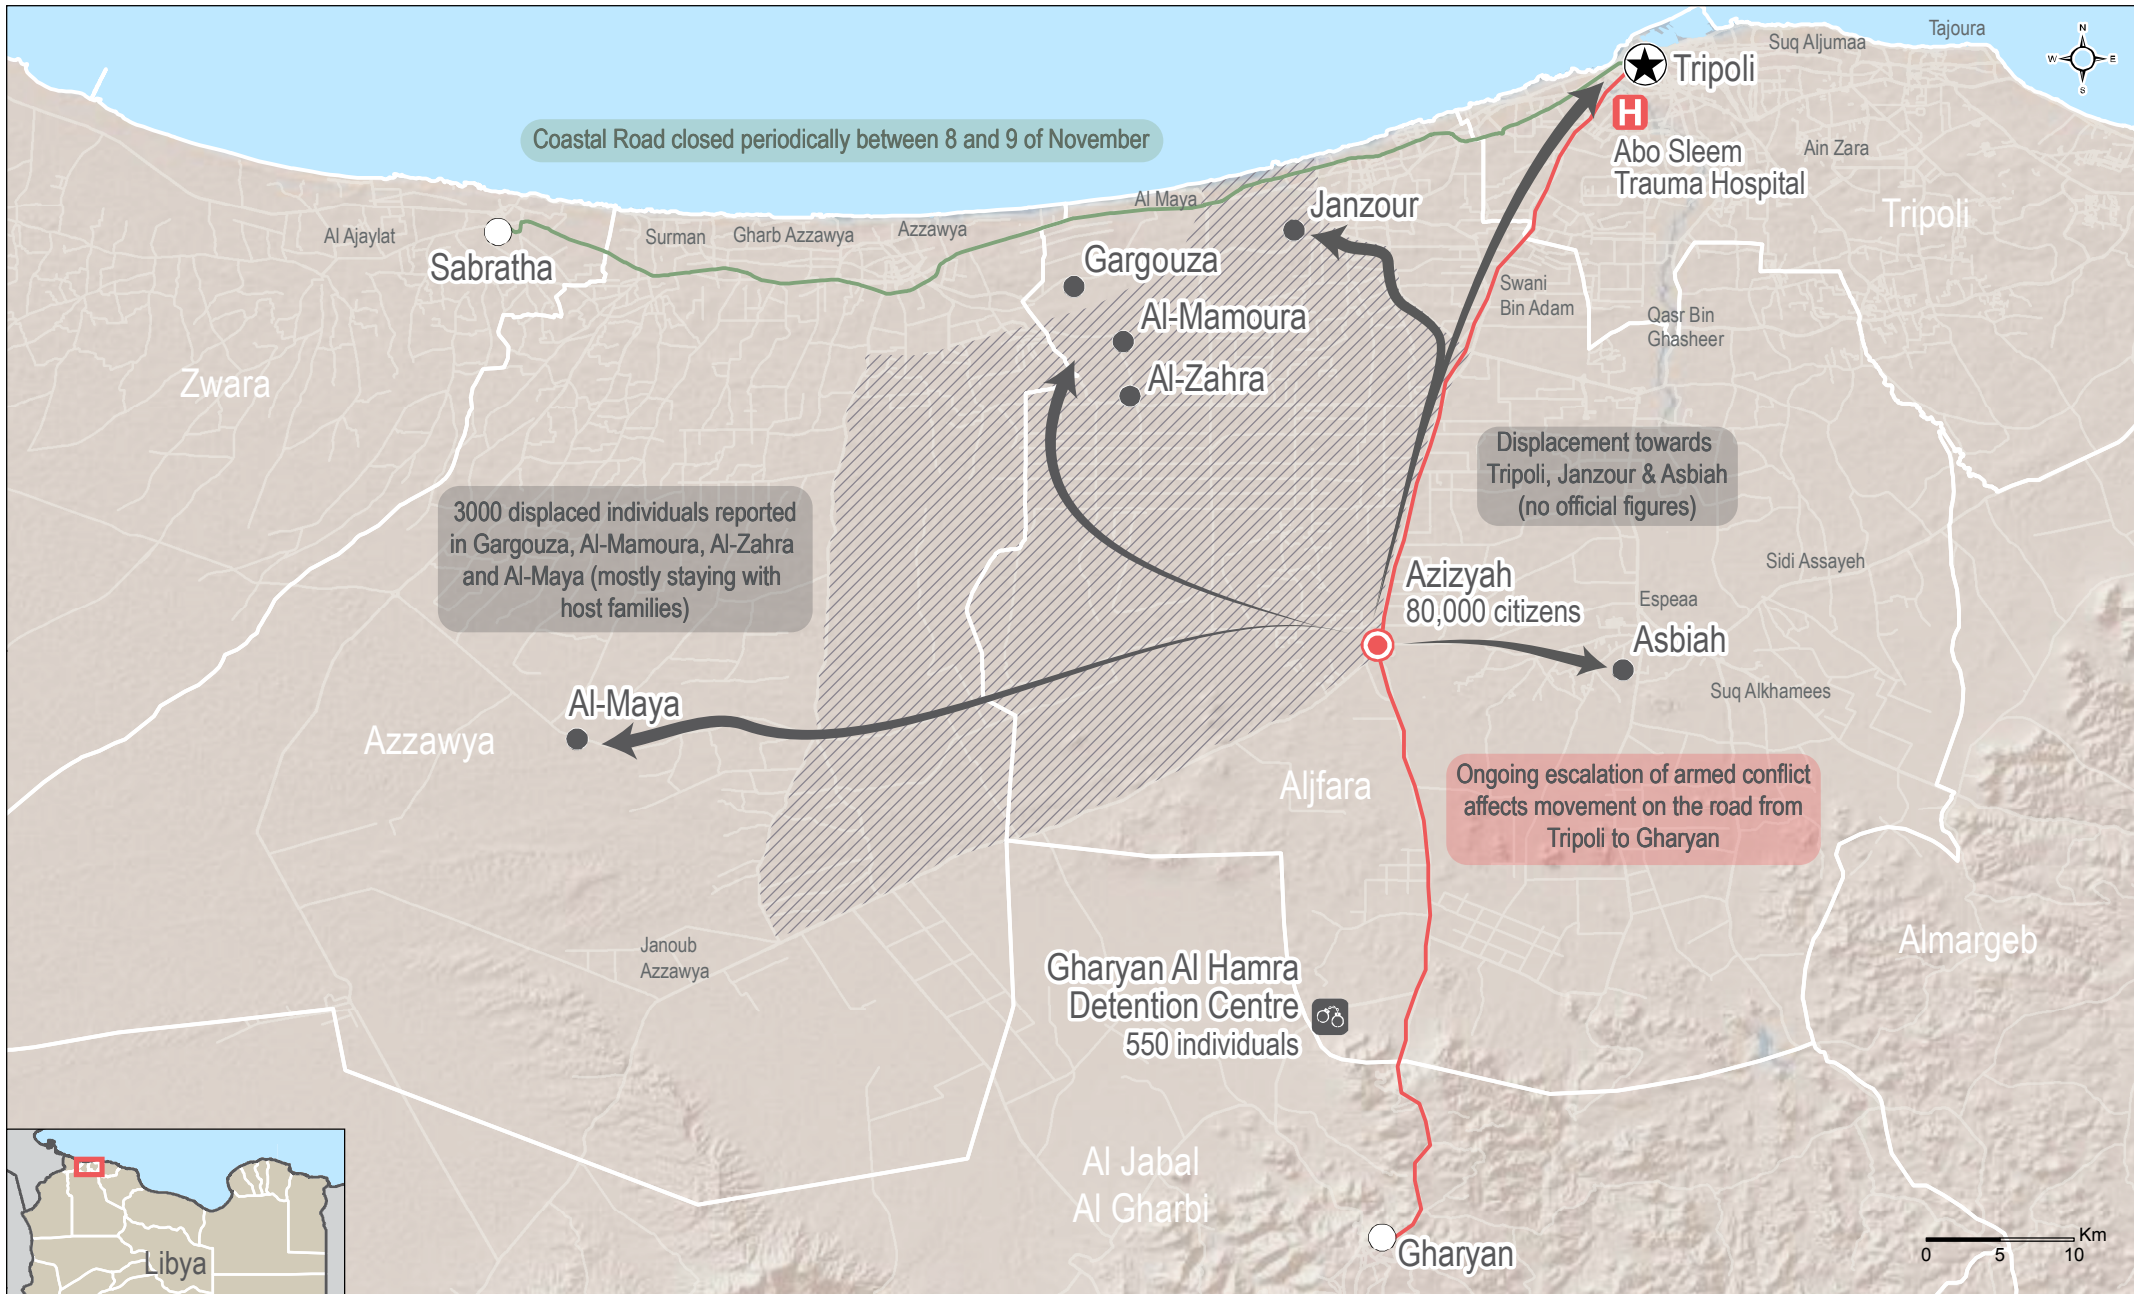 Tajoura
Suq Aljumaa
N
W
E
S
Tripoli
H
Abo Sleem
Trauma Hospital
Ain Zara
Tripoli
Coastal Road closed periodically between 8 and 9 of November
Al Maya
Janzour
Al Ajaylat
Sabratha
Surman
Gharb Azzawya
Azzawya
Gargouza
Al-Mamoura
Al-Zahra
Swani
Bin Adam
Qasr Bin
Ghasheer
Zwara
Displacement towards
Tripoli, Janzour & Asbiah
(no official figures)
3000 displaced individuals reported
in Gargouza, Al-Mamoura, Al-Zahra
and Al-Maya (mostly staying with
host families)
Azizyah
80,000 citizens
Sidi Assayeh
Espeaa
Asbiah
Suq Alkhamees
Al-Maya
Azzawya
Aljfara
Ongoing escalation of armed conflict
affects movement on the road from
Tripoli to Gharyan
Janoub
Azzawya
Gharyan Al Hamra
Detention Centre
550 individuals
Almargeb
Al Jabal
Al Gharbi
Gharyan
Libya
Km
0
5
10